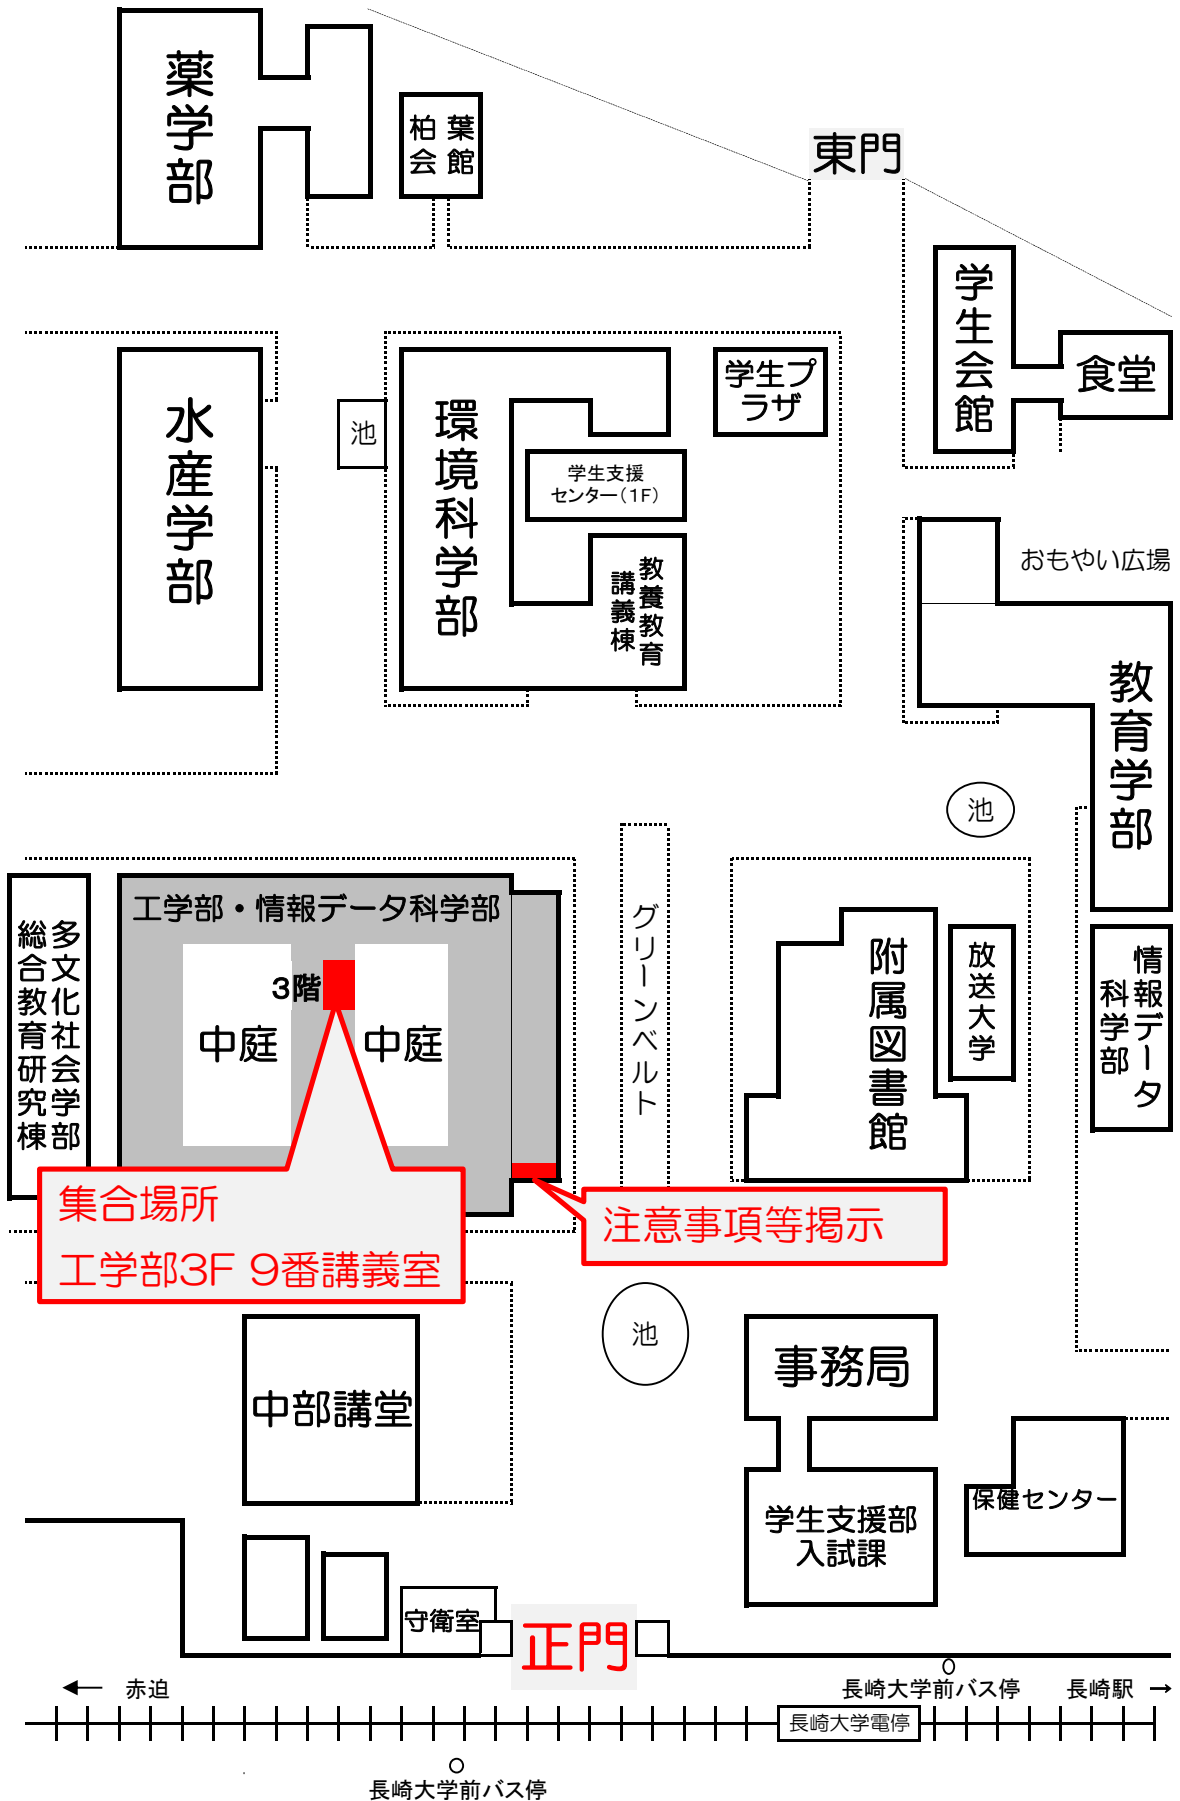 薬学部
柏葉
会館
東門
学生会館
食堂
水産学部
池
環境科学部
学生プ
ラザ
学生支援
センター（1F）
教養教育
講義棟
おもやい広場
教育学部
池
多文化社会学部
総合教育研究棟
工学部・情報データ科学部
3階
中庭
中庭
グリーンベルト
附属図書館
放送大学
情報データ
科学部
集合場所
工学部3F 9番講義室
注意事項等掲示
池
中部講堂
事務局
学生支援部
入試課
保健センター
守衛室
正門
← 赤迫
長崎大学前バス停
長崎駅 →
長崎大学電停
長崎大学前バス停